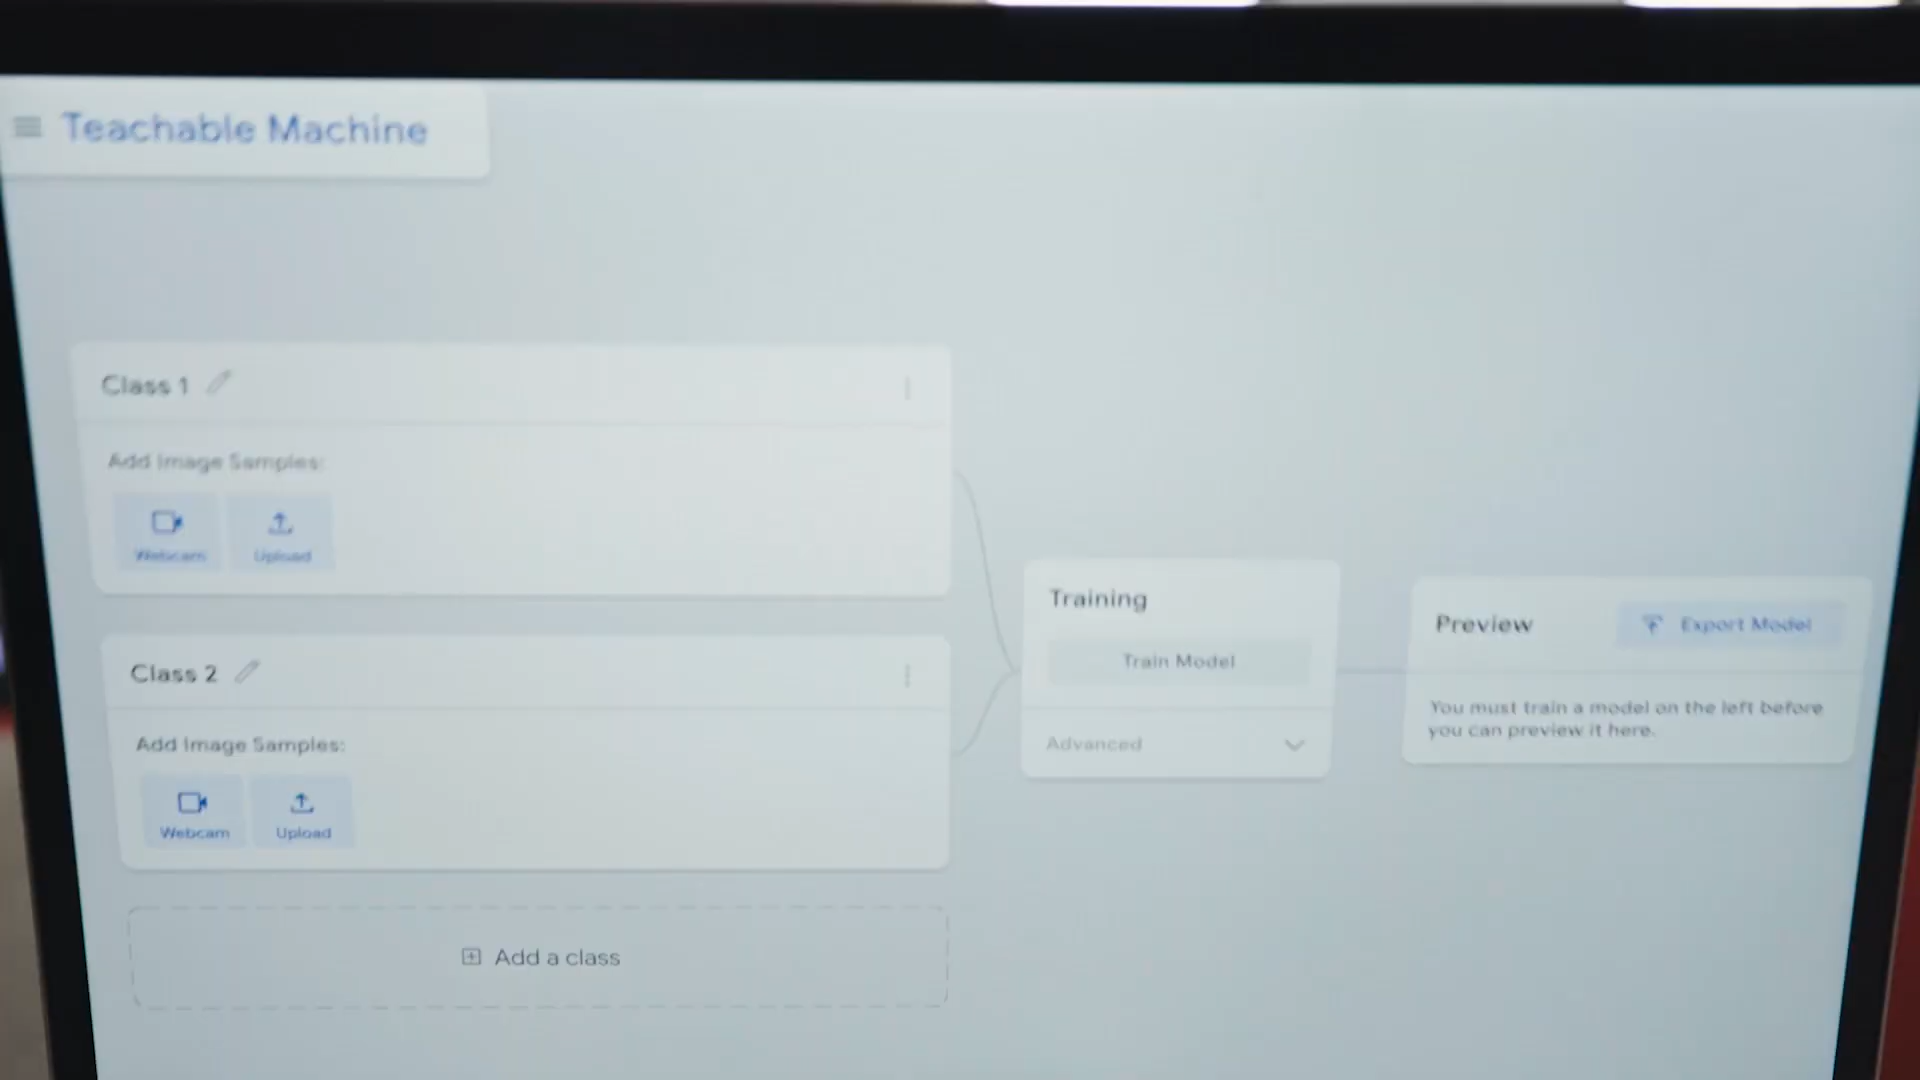 Teachable Machine
Class 1
Add Image Samples:
Webcam
Upload
Class 2
Add Image Samples:
Webcam
Upload
Add a class
Training
Train Model
Advanced
Preview
Export Model
You must train a model on the left before
you can preview it here.